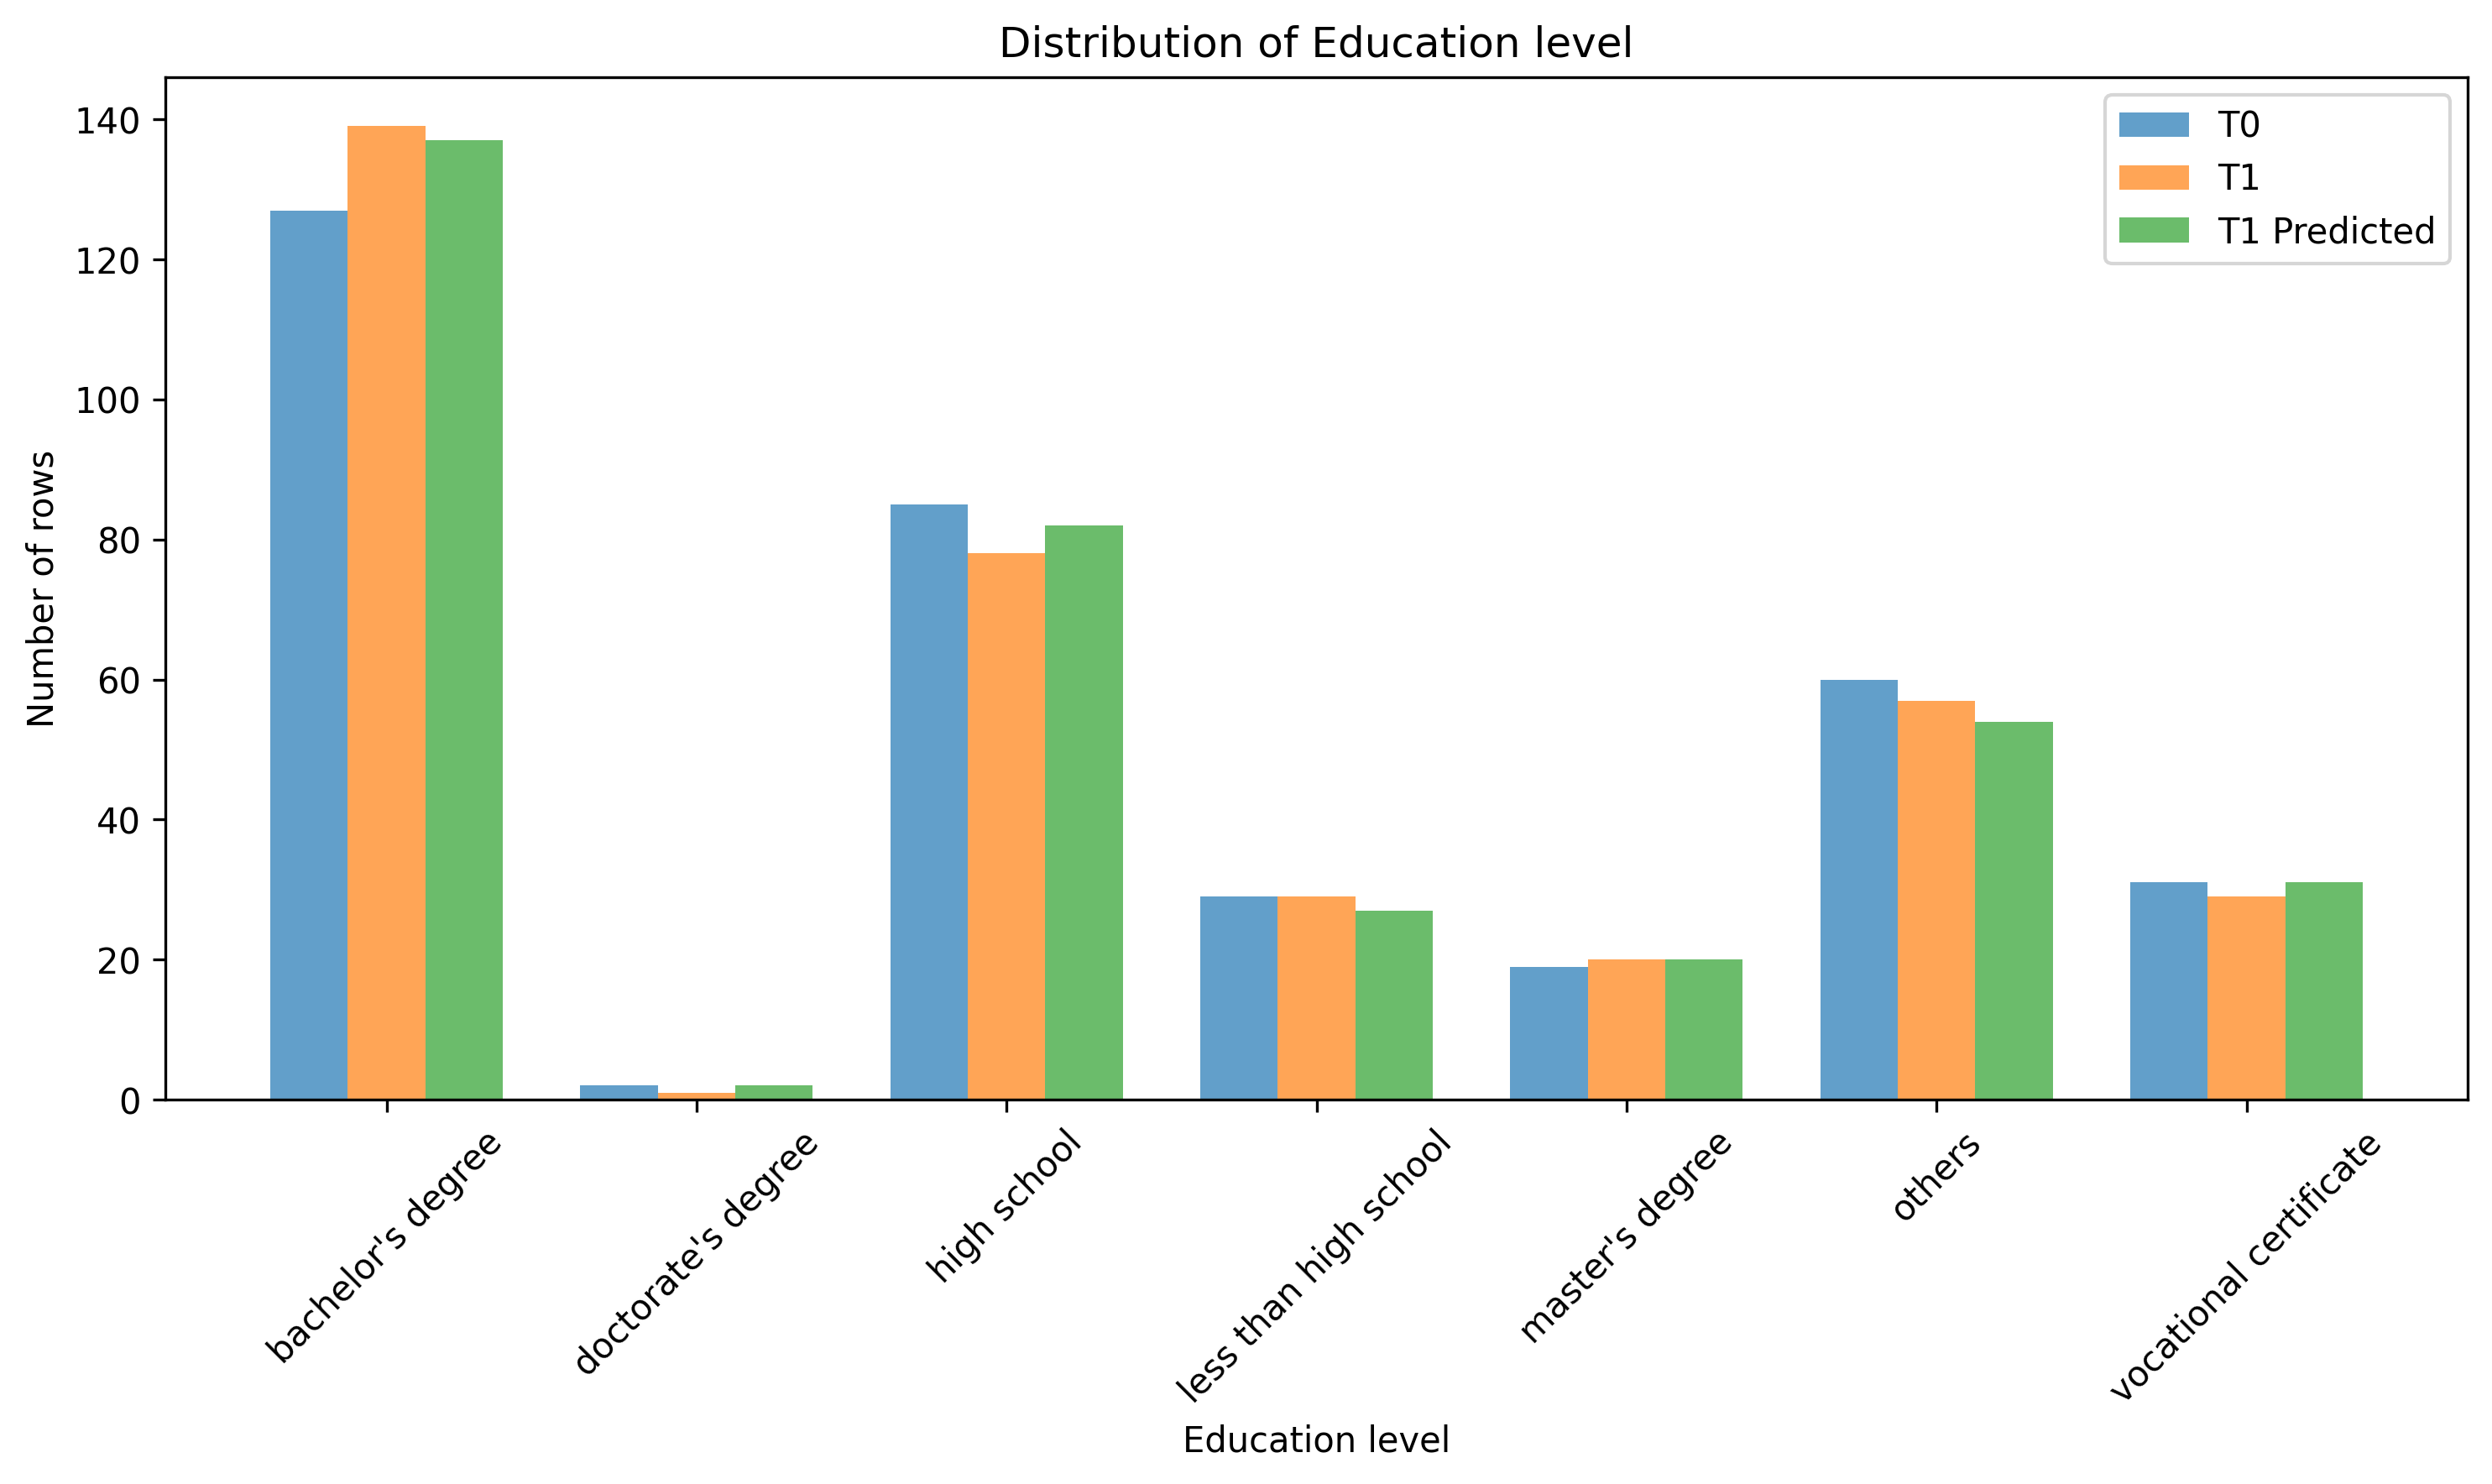 Distribution of Education level
T0
T1
T1 Predicted
Number of rows
140
120
100
80
60
40
20
0
bachelor's degree
doctorate's degree
high school
less than high school
master's degree
others
vocational certificate
Education level